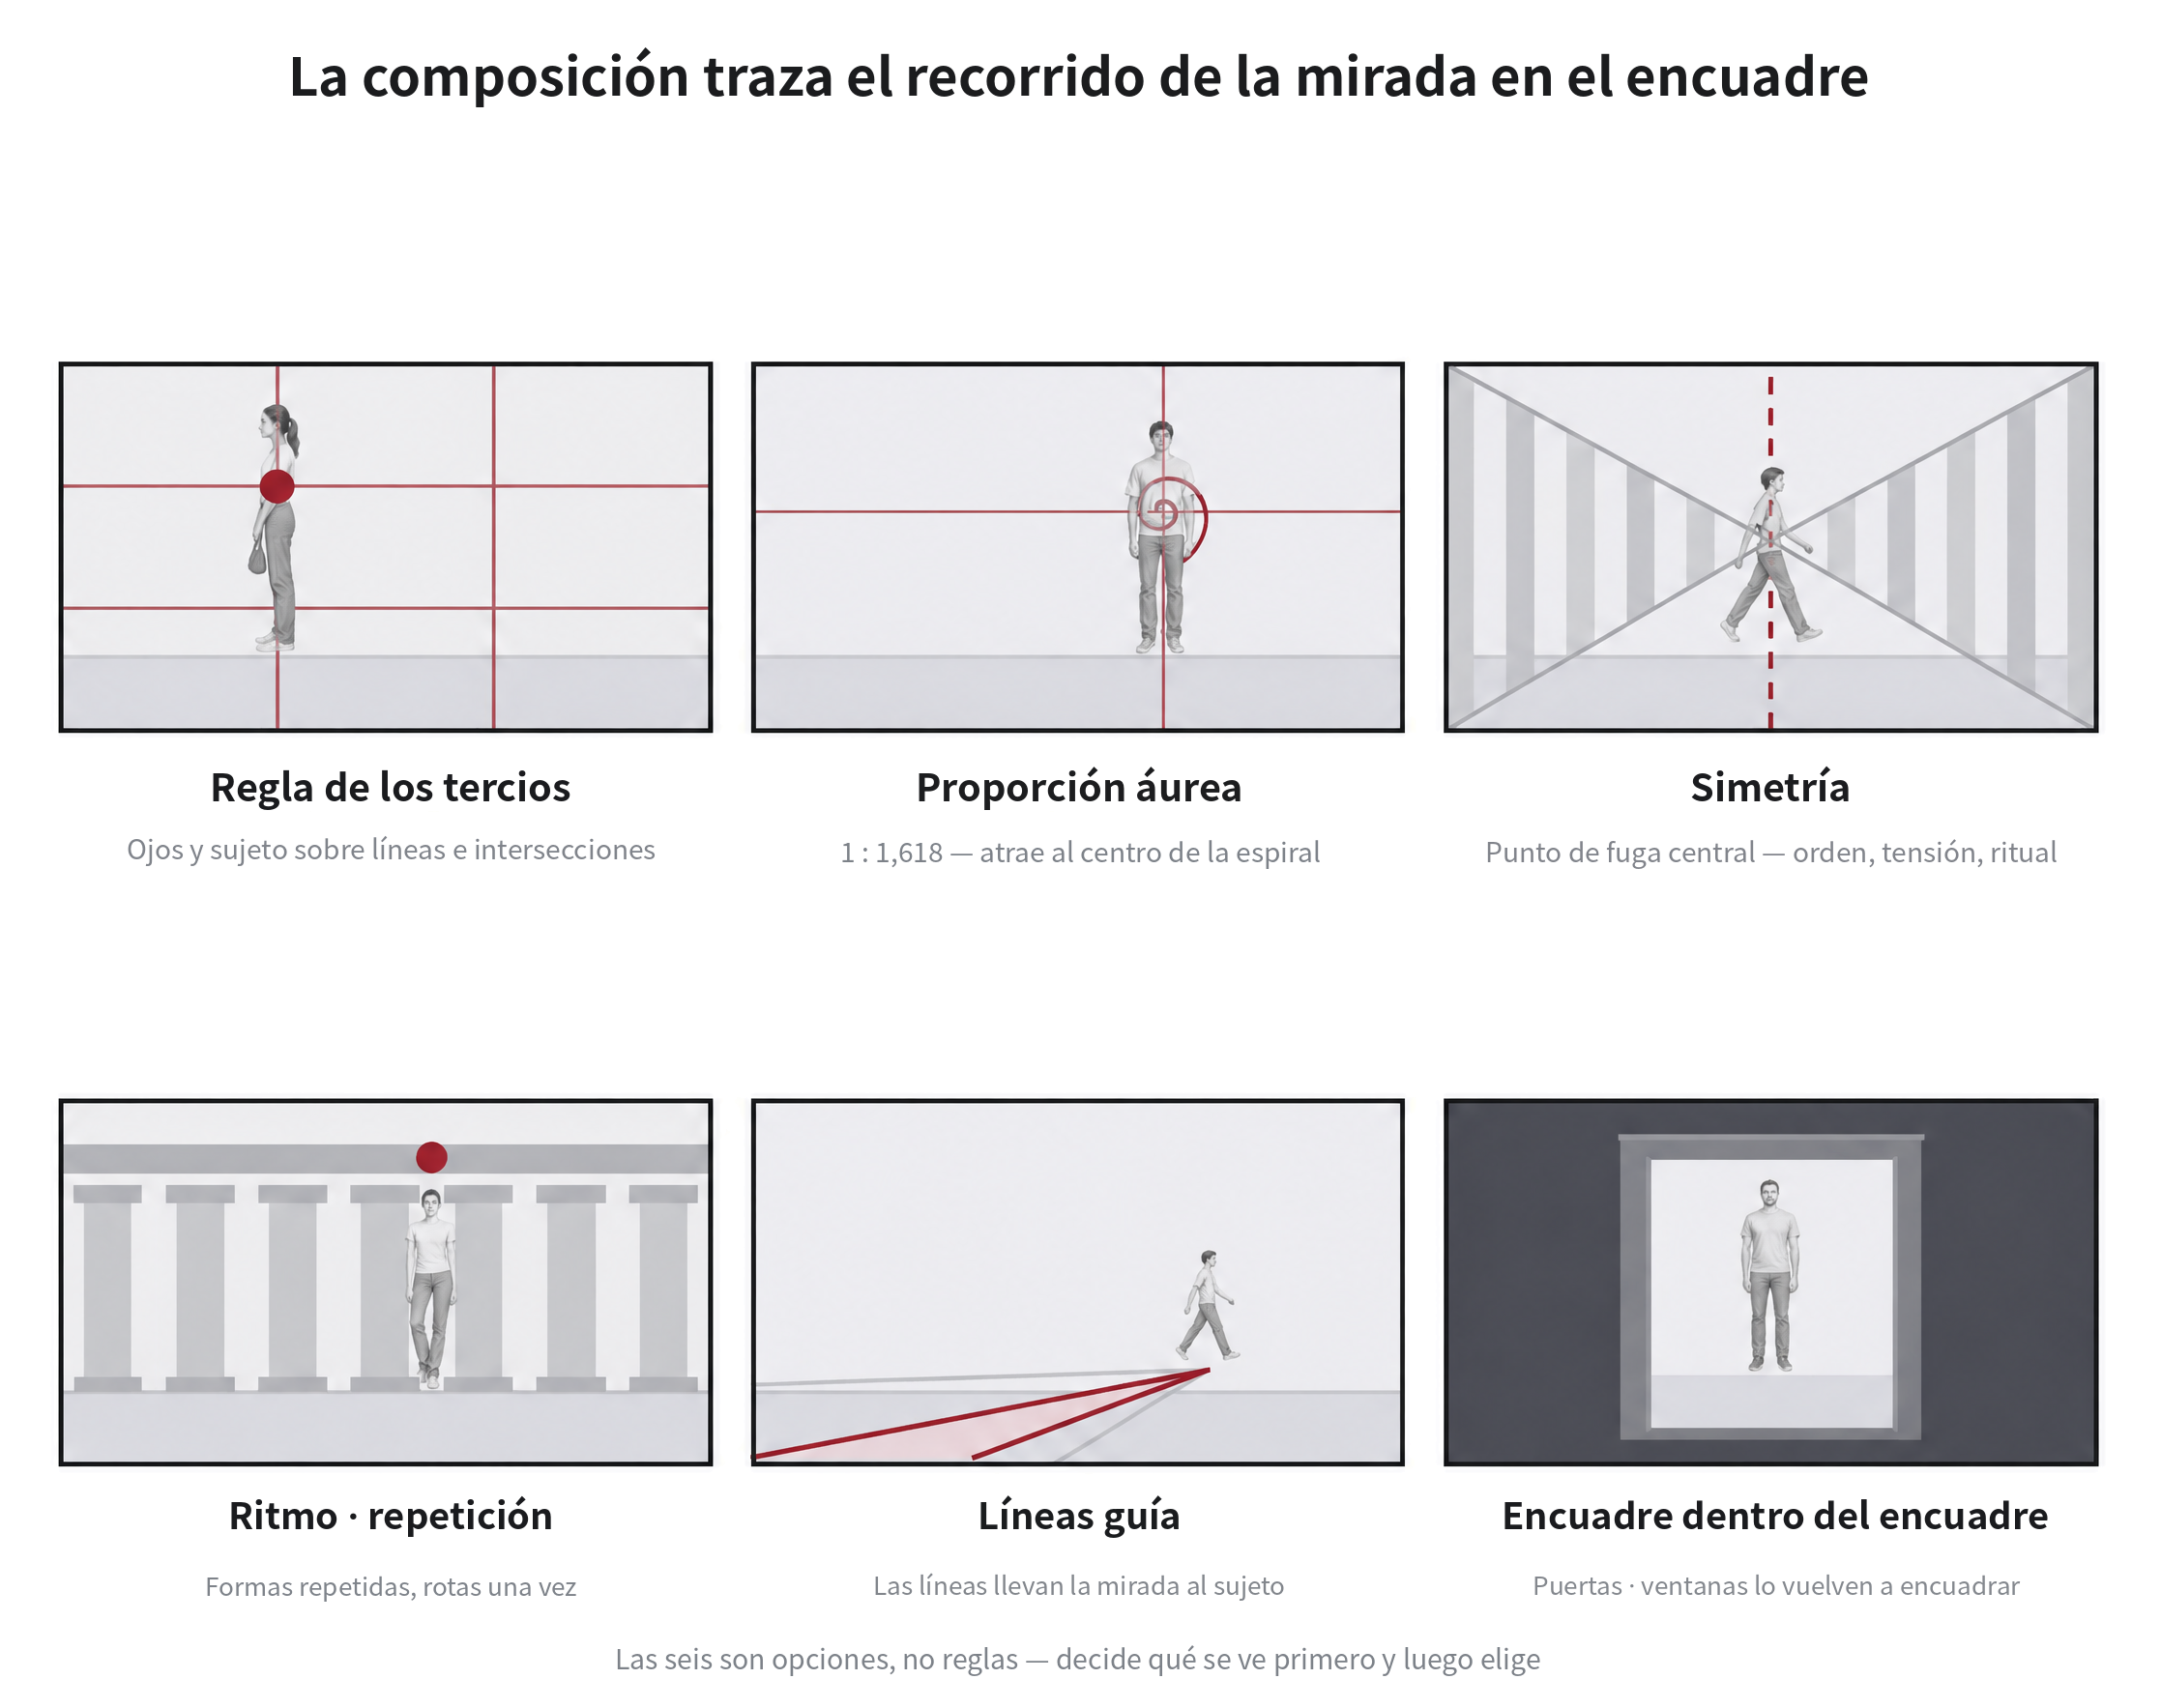 La composición traza el recorrido de la mirada en el encuadre
Regla de los tercios
Ojos y sujeto sobre líneas e intersecciones
Proporción áurea
1 : 1,618 — atrae al centro de la espiral
Simetría
Punto de fuga central — orden, tensión, ritual
Ritmo · repetición
Formas repetidas, rotas una vez
Líneas guía
Las líneas llevan la mirada al sujeto
Encuadre dentro del encuadre
Puertas · ventanas lo vuelven a encuadrar
Las seis son opciones, no reglas — decide qué se ve primero y luego elige